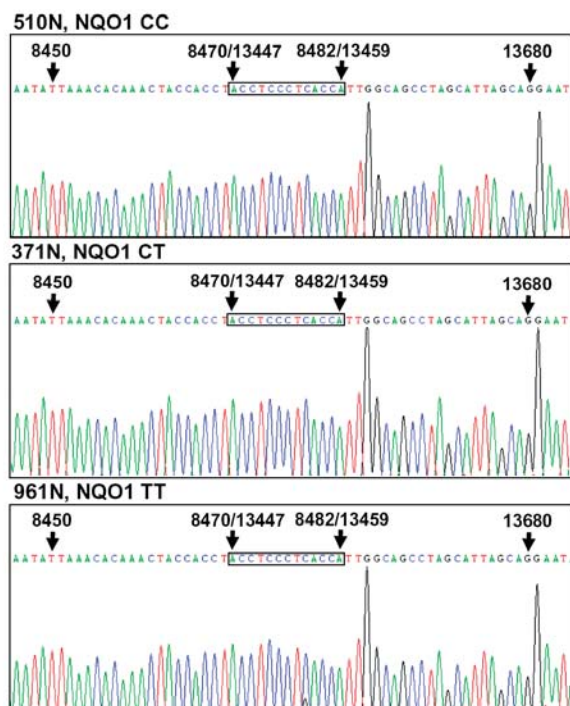 510N, NQO1 CC
8450 8470/13447 8482/13459 13680
AATATTAAACACAAACTACCACCTACCTCCCTCACCATTGGCAGCCTAGCATTAGCAGGAAT
371N, NQO1 CT
8450 8470/13447 8482/13459 13680
AATATTAAACACAAACTACCACCTACCTCCCTCACCATTGGCAGCCTAGCATTAGCAGGAAT
961N, NQO1 TT
8450 8470/13447 8482/13459 13680
AATATTAAACACAAACTACCACCTACCTCCCTCACCATTGGCAGCCTAGCATTAGCAGGAAT